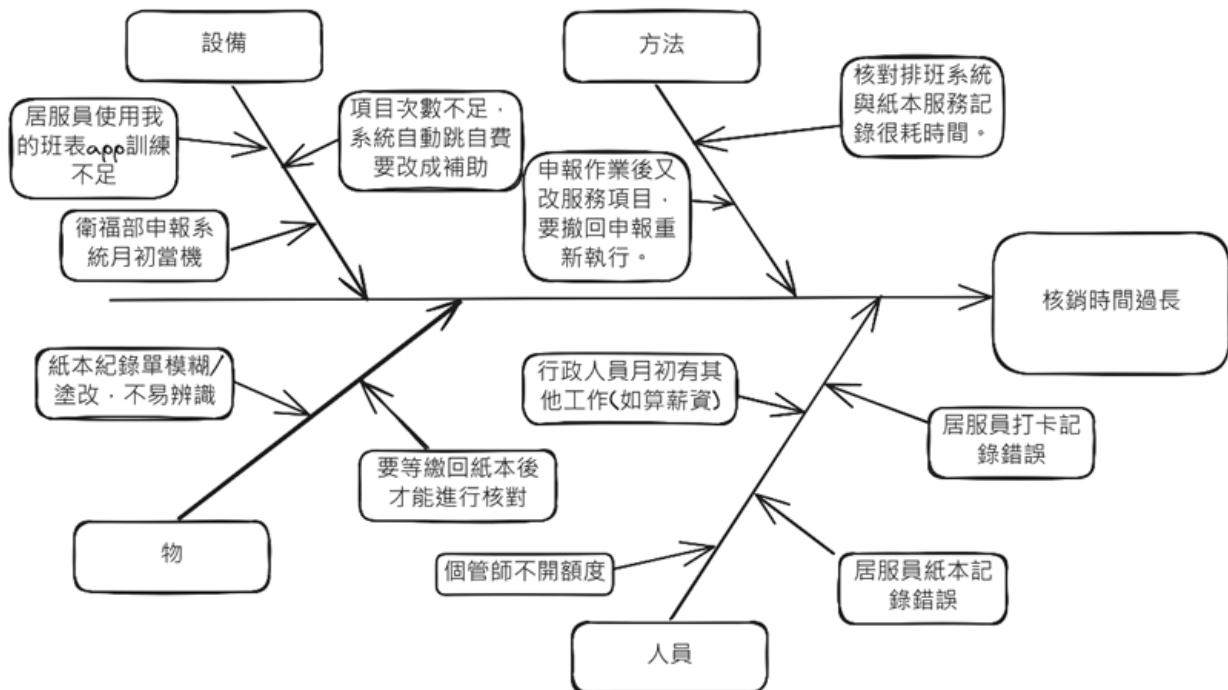 設備
方法
居服員使用我
的班表app訓練
不足
項目次數不足，
系統自動跳自費
要改成補助
衛福部申報系
統月初當機
核對排班系統
與紙本服務記
錄很耗時間。
申報作業後又
改服務項目，
要撤回申報重
新執行。
核銷時間過長
紙本紀錄單模糊/
塗改，不易辨識
要等繳回紙本後
才能進行核對
物
行政人員月初有其
他工作(如算薪資)
居服員打卡記
錄錯誤
個管師不開額度
居服員紙本記
錄錯誤
人員